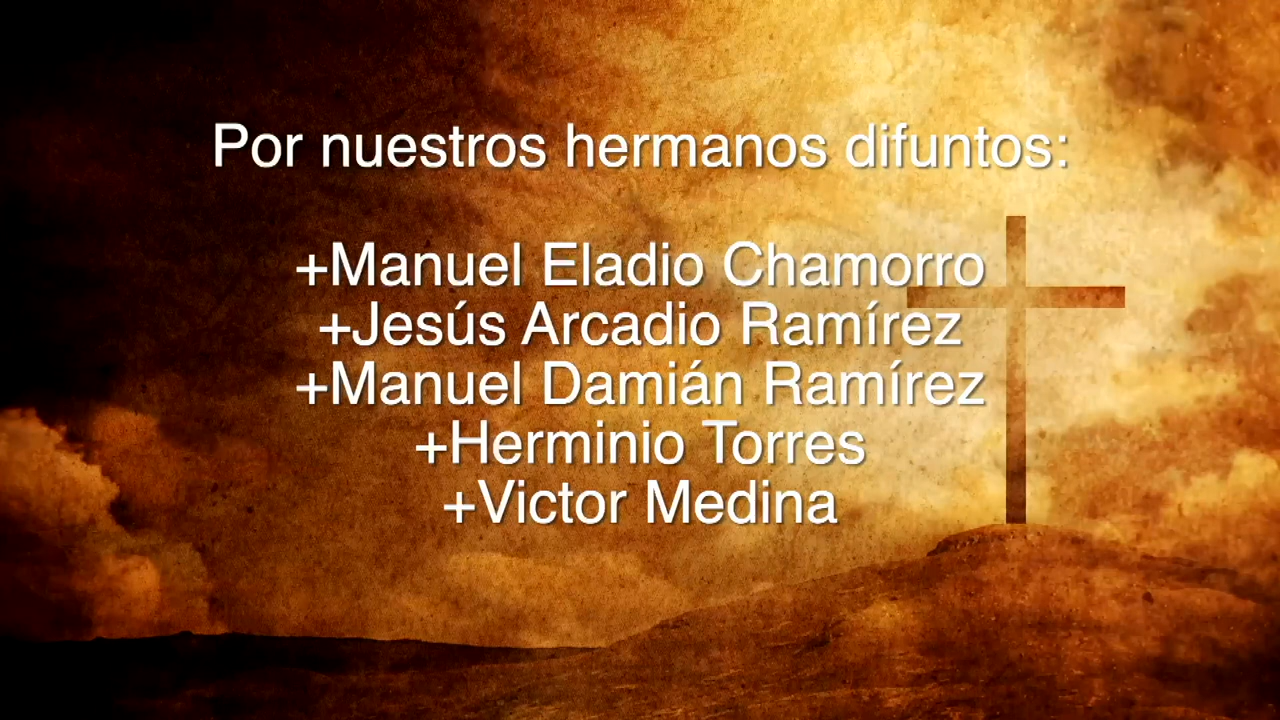 Por nuestros hermanos difuntos:
+Manuel Eladio Chamorro
+Jesús Arcadio Ramírez
+Manuel Damián Ramírez
+Herminio Torres
+Victor Medina